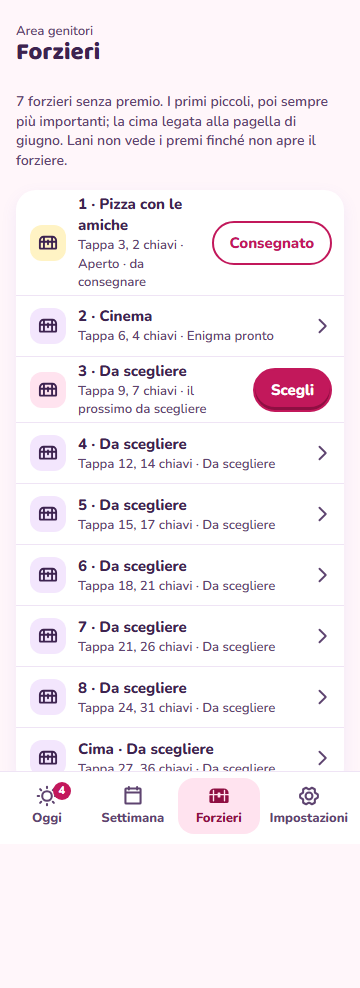 Area genitori
Forzieri
7 forzieri senza premio. I primi piccoli, poi sempre
più importanti; la cima legata alla pagella di
giugno. Lani non vede i premi finché non apre il
forziere.
1 · Pizza con le
amiche
Tappa 3, 2 chiavi ·
Aperto · da
consegnare
Consegnato
2 · Cinema
Tappa 6, 4 chiavi · Enigma pronto
3 · Da scegliere
Tappa 9, 7 chiavi · il
prossimo da scegliere
Scegli
4 · Da scegliere
Tappa 12, 14 chiavi · Da scegliere
5 · Da scegliere
Tappa 15, 17 chiavi · Da scegliere
6 · Da scegliere
Tappa 18, 21 chiavi · Da scegliere
7 · Da scegliere
Tappa 21, 26 chiavi · Da scegliere
8 · Da scegliere
Tappa 24, 31 chiavi · Da scegliere
Cima · Da scegliere
Tappa 27, 36 chiavi · Da scegliere
4
Oggi
Settimana
Forzieri
Impostazioni